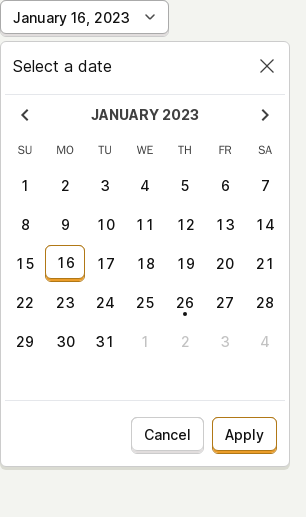 January 16, 2023
Select a date
JANUARY 2023
SU MO TU WE TH FR SA
1 2 3 4 5 6 7
8 9 10 11 12 13 14
15 16 17 18 19 20 21
22 23 24 25 26 27 28
29 30 31 1 2 3 4
Cancel Apply